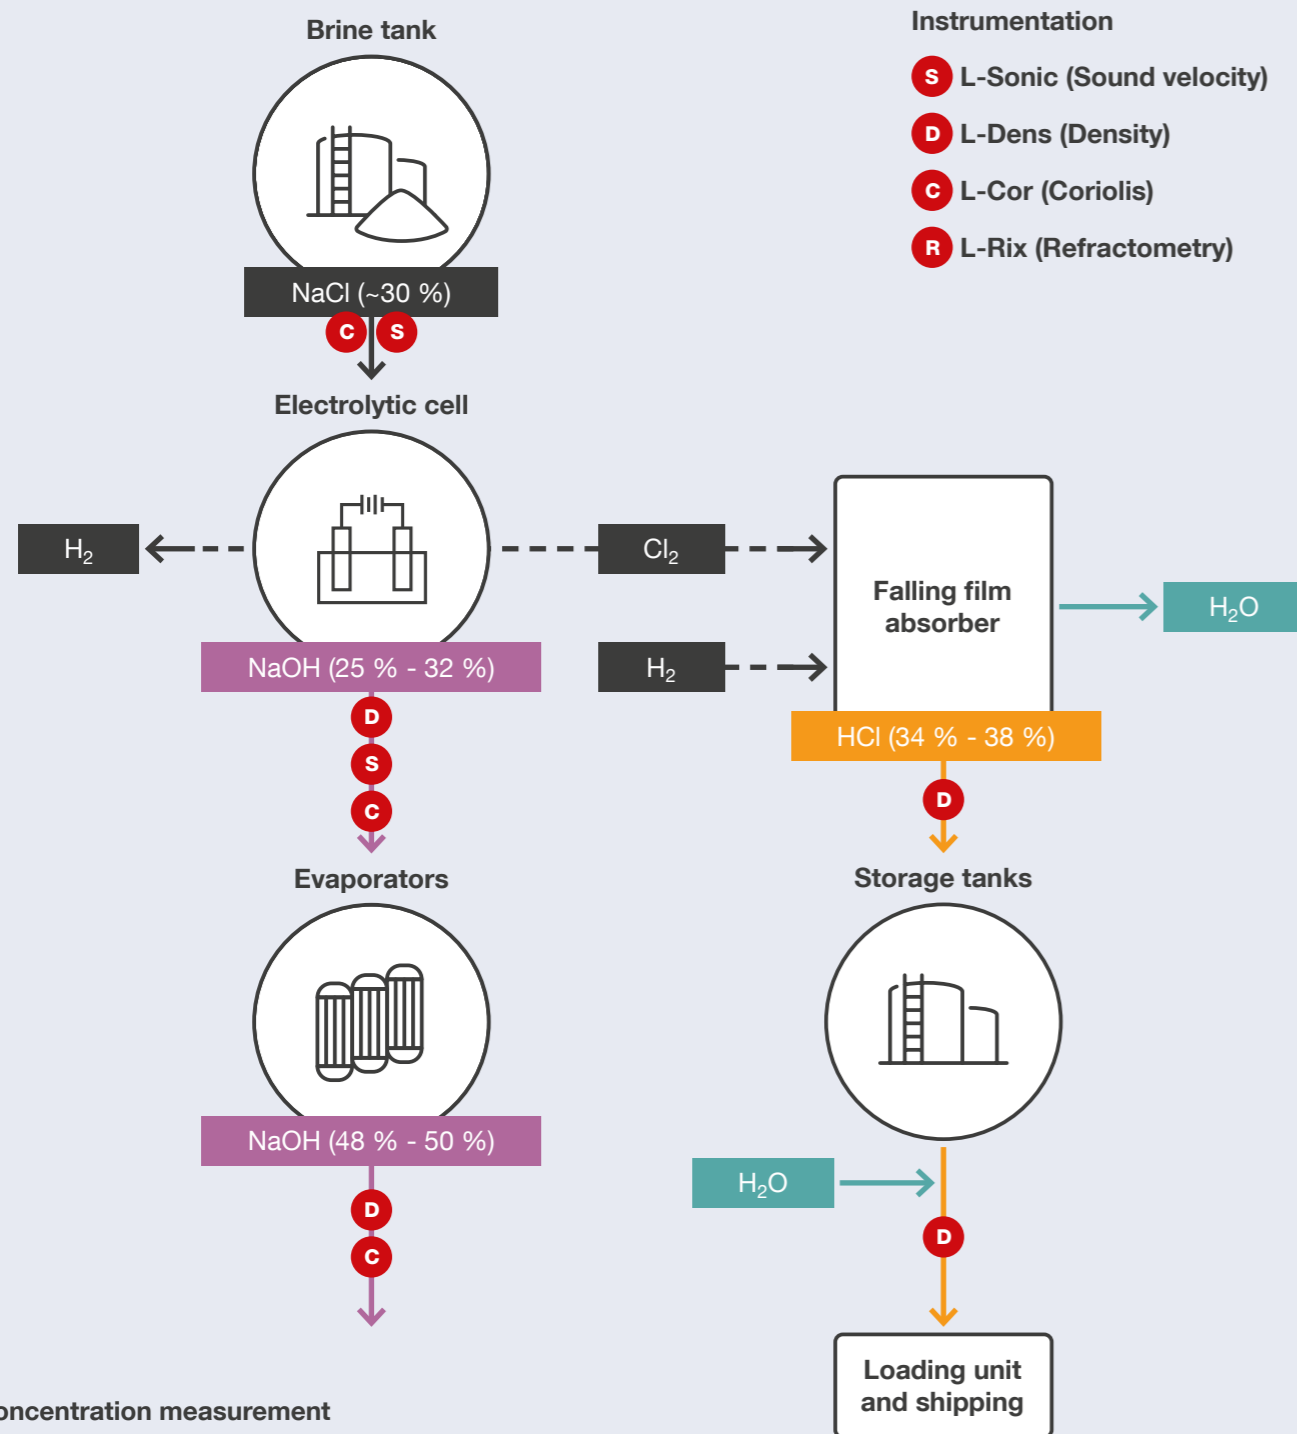 Brine tank
Instrumentation
S L-Sonic (Sound velocity)
D L-Dens (Density)
C L-Cor (Coriolis)
R L-Rix (Refractometry)
NaCl (~30 %)
C S
Electrolytic cell
H₂
Cl₂
Falling film
absorber
H₂O
NaOH (25 % - 32 %)
H₂
D
S
C
HCl (34 % - 38 %)
D
Evaporators
Storage tanks
NaOH (48 % - 50 %)
H₂O
D
C
D
Loading unit
and shipping
measurement